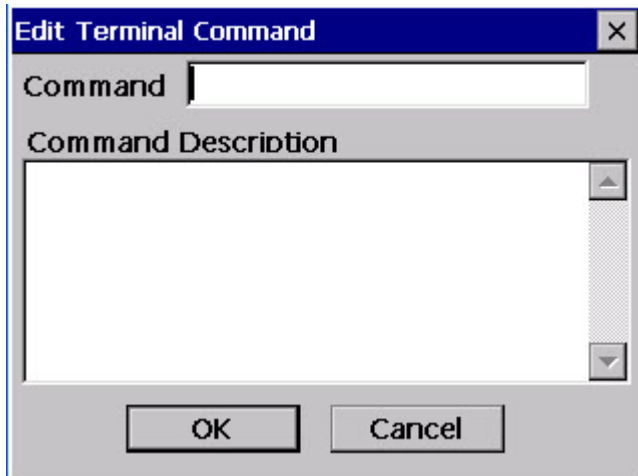 Edit Terminal Command
Command
Command Description
OK Cancel